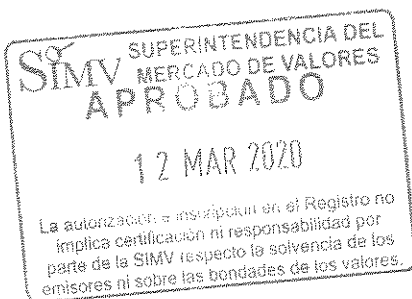 SIMV SUPERINTENDENCIA DEL
MERCADO DE VALORES
APROBADO
12 MAR 2020
La autorización e inscripción en el Registro no
implica certificación ni responsabilidad por
parte de la SIMV respecto la solvencia de los
emisores ni sobre las bondades de los valores.